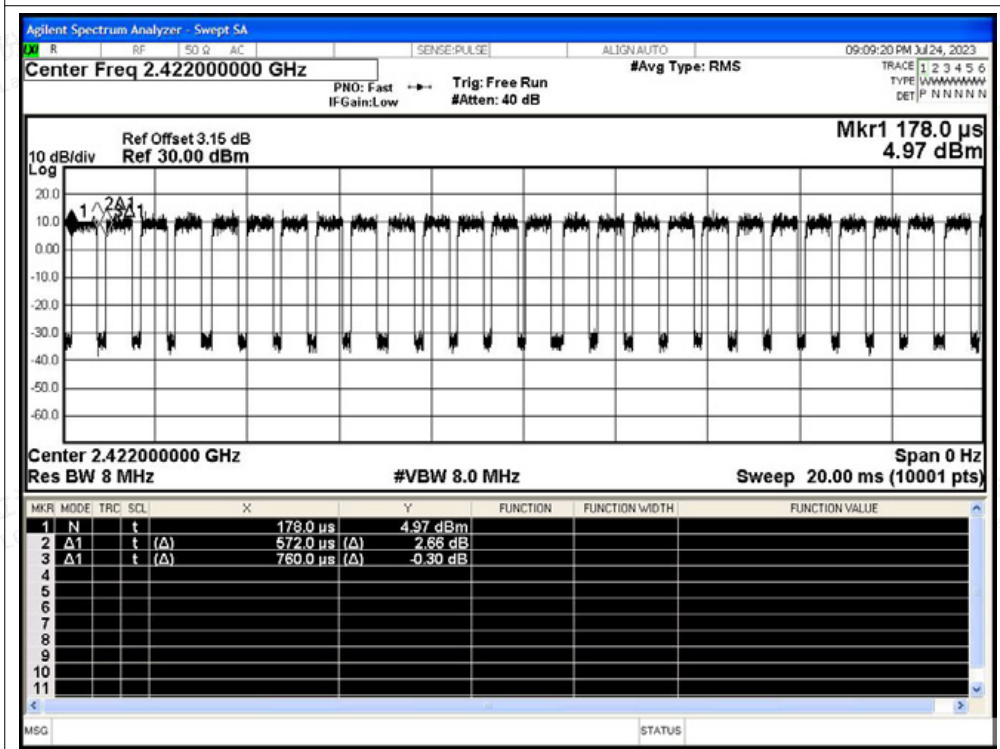 Agilent Spectrum Analyzer - Swept SA
LXI R RF 50 Ω AC SENSE:PULSE ALIGN AUTO 09:09:20 PM Jul 24, 2023
Center Freq 2.422000000 GHz #Avg Type: RMS TRACE 1 2 3 4 5 6
PNO: Fast Trig: Free Run TYPE WWWWWW
IFGain:Low #Atten: 40 dB DET P N N N N N
Mkr1 178.0 µs
Ref Offset 3.15 dB
10 dB/div Ref 30.00 dBm 4.97 dBm
Log
20.0
1 2Δ1 3Δ1
10.0
0.00
-10.0
-20.0
-30.0
-40.0
-50.0
-60.0
Center 2.422000000 GHz Span 0 Hz
Res BW 8 MHz #VBW 8.0 MHz Sweep 20.00 ms (10001 pts)
MKR MODE TRC SCL X Y FUNCTION FUNCTION WIDTH FUNCTION VALUE
1 N t 178.0 µs 4.97 dBm
2 Δ1 t (Δ) 572.0 µs (Δ) 2.66 dB
3 Δ1 t (Δ) 760.0 µs (Δ) -0.30 dB
4
5
6
7
8
9
10
11
MSG STATUS